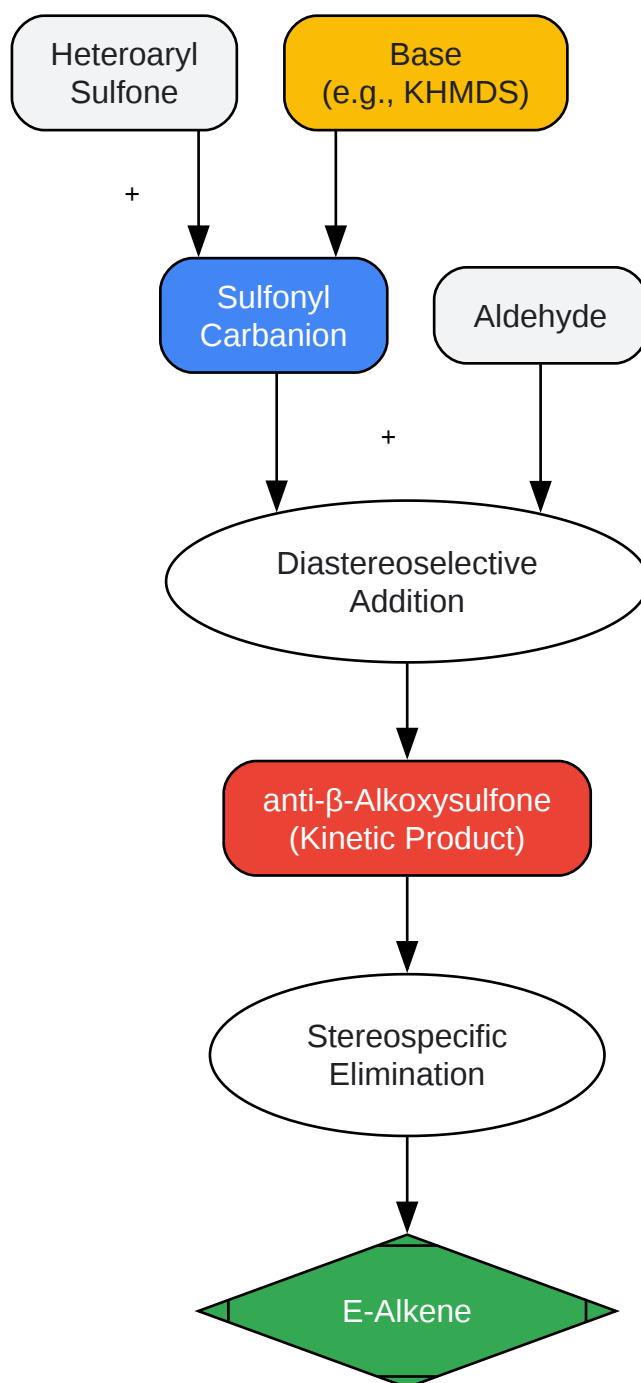 Heteroaryl
Sulfone
Base
(e.g., KHMDS)
+
Sulfonyl
Carbanion
Aldehyde
+
Diastereoselective
Addition
anti-β-Alkoxysulfone
(Kinetic Product)
Stereospecific
Elimination
E-Alkene